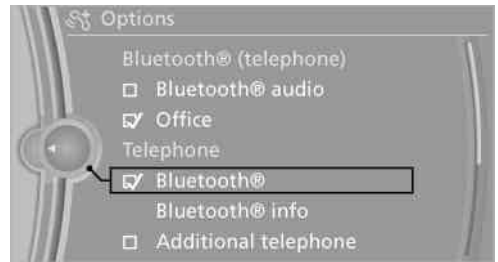 Options
Bluetooth® (telephone)
Bluetooth® audio
Office
Telephone
Bluetooth®
Bluetooth® info
Additional telephone